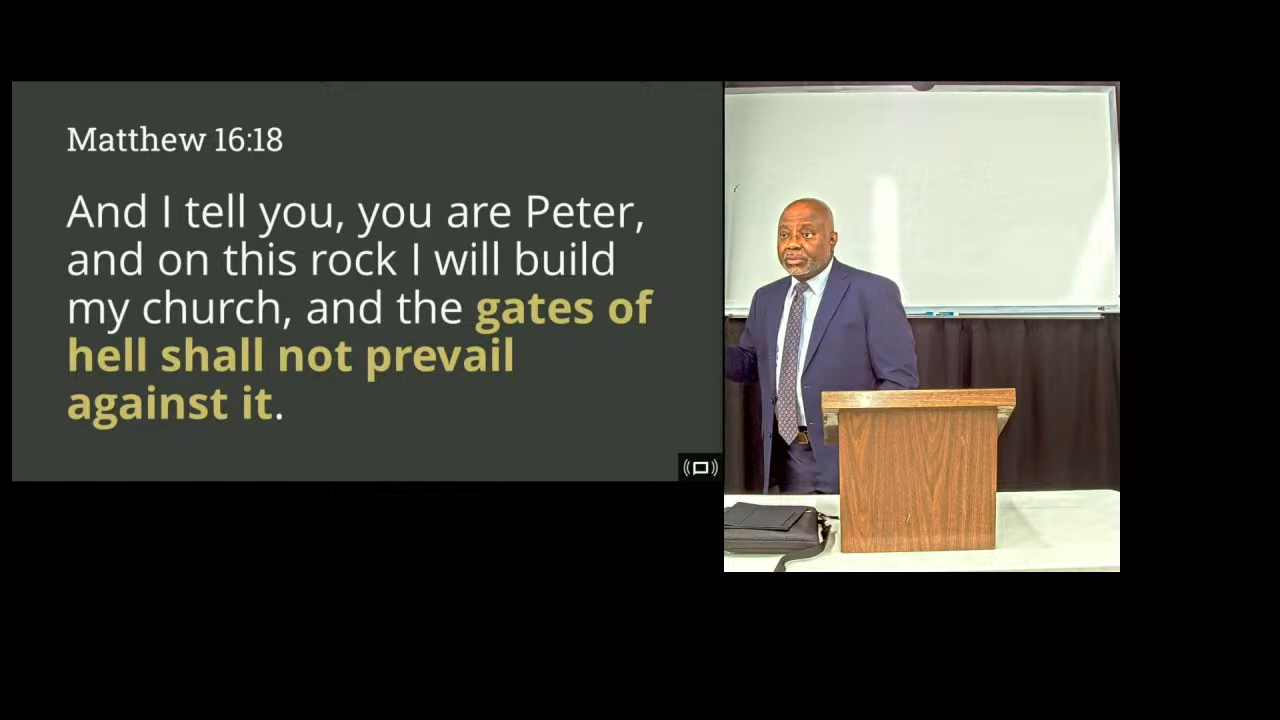 Matthew 16:18
And I tell you, you are Peter,
and on this rock I will build
my church, and the gates of
hell shall not prevail
against it.